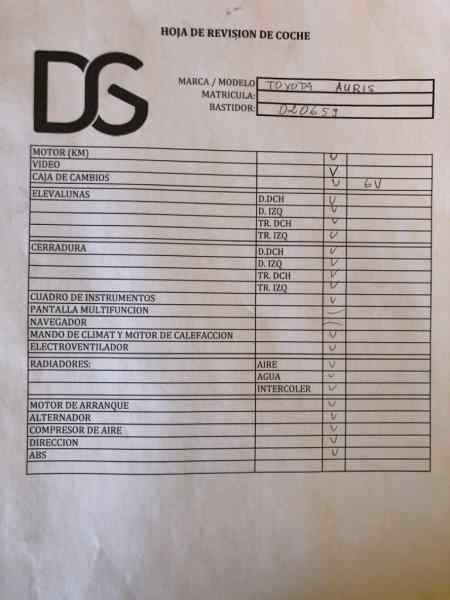 HOJA DE REVISION DE COCHE
DG
MARCA / MODELO TOYOTA AURIS
MATRICULA:
BASTIDOR: D20659
MOTOR (KM) V
VIDEO V
CAJA DE CAMBIOS V 6V
ELEVALUNAS D.DCH V
D. IZQ V
TR. DCH V
TR. IZQ V
CERRADURA D.DCH V
D. IZQ V
TR. DCH V
TR. IZQ V
CUADRO DE INSTRUMENTOS V
PANTALLA MULTIFUNCION
NAVEGADOR
MANDO DE CLIMAT Y MOTOR DE CALEFACCION V
ELECTROVENTILADOR V
RADIADORES: AIRE V
AGUA V
INTERCOLER V
MOTOR DE ARRANQUE V
ALTERNADOR V
COMPRESOR DE AIRE V
DIRECCION V
ABS V